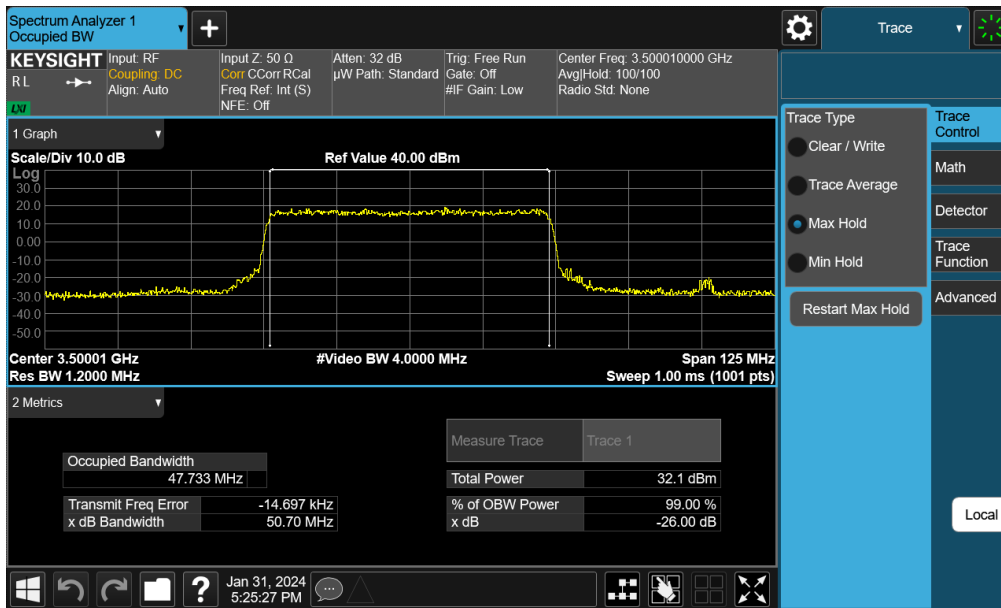 Spectrum Analyzer 1
Occupied BW
Trace
KEYSIGHT
R L
LXI
Input: RF
Coupling: DC
Align: Auto
Input Z: 50 Ω
Corr CCorr RCal
Freq Ref: Int (S)
NFE: Off
Atten: 32 dB
µW Path: Standard
Trig: Free Run
Gate: Off
#IF Gain: Low
Center Freq: 3.500010000 GHz
Avg|Hold: 100/100
Radio Std: None
1 Graph
Scale/Div 10.0 dB
Ref Value 40.00 dBm
Log
30.0
20.0
10.0
0.00
-10.0
-20.0
-30.0
-40.0
-50.0
Center 3.50001 GHz
#Video BW 4.0000 MHz
Span 125 MHz
Res BW 1.2000 MHz
Sweep 1.00 ms (1001 pts)
2 Metrics
Measure Trace
Trace 1
Occupied Bandwidth
47.733 MHz
Total Power
32.1 dBm
Transmit Freq Error
-14.697 kHz
% of OBW Power
99.00 %
x dB Bandwidth
50.70 MHz
x dB
-26.00 dB
Trace Type
Clear / Write
Trace Average
Max Hold
Min Hold
Restart Max Hold
Trace
Control
Math
Detector
Trace
Function
Advanced
Local
?
Jan 31, 2024
5:25:27 PM